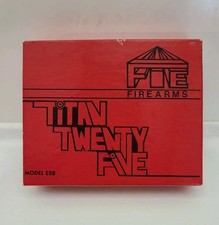 FIE
FIREARMS
TITAN
TWENTY
FIVE
MODEL E28